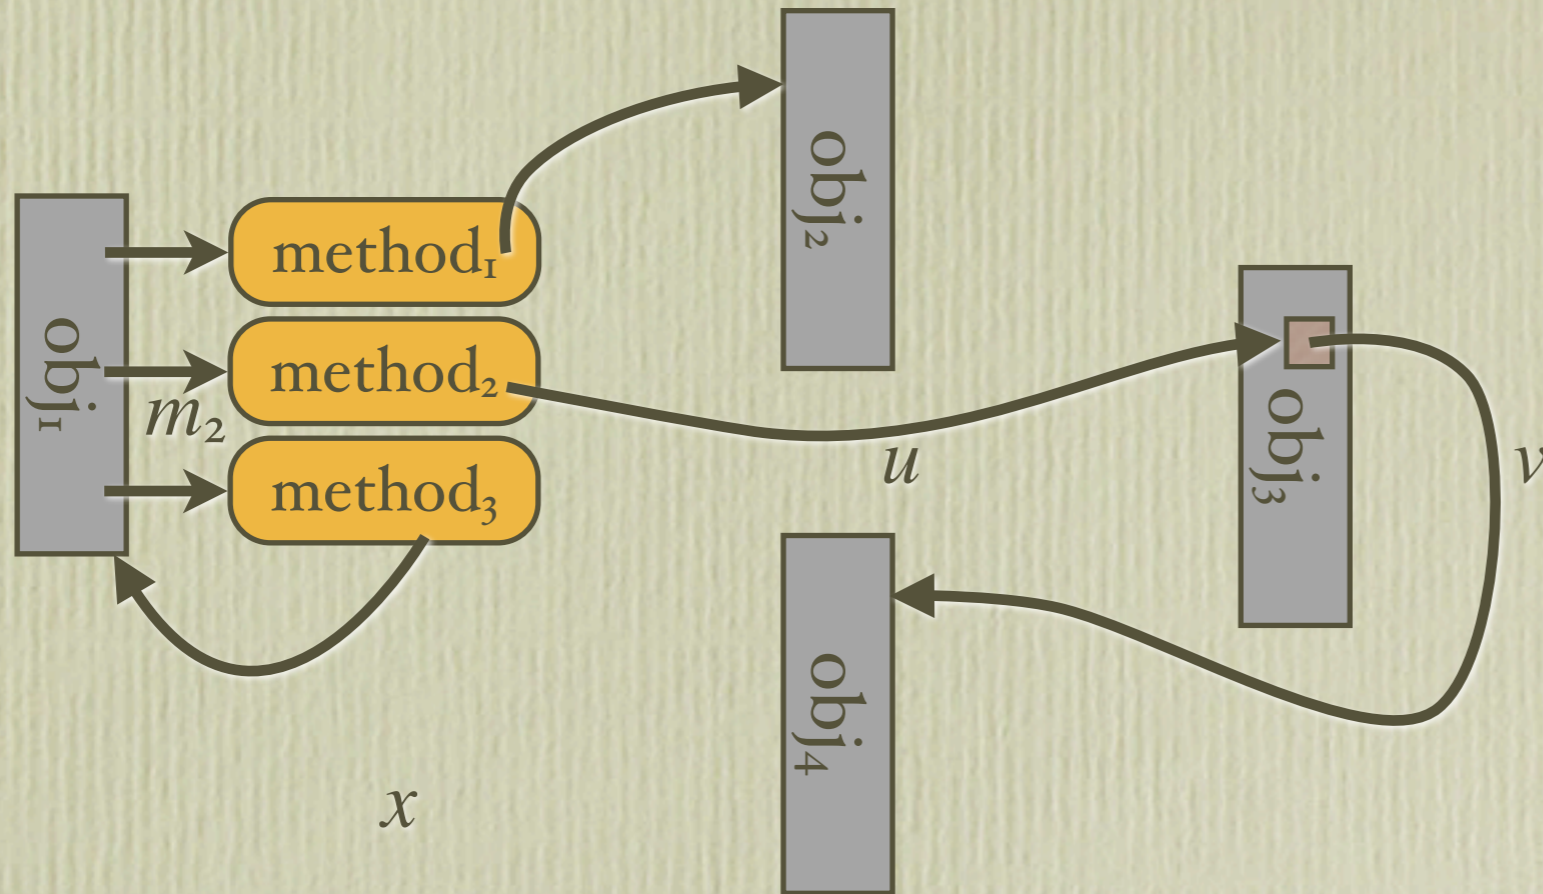 obj₂
method₁
obj₁
method₂
m₂
method₃
u
obj₃
v
obj₄
x